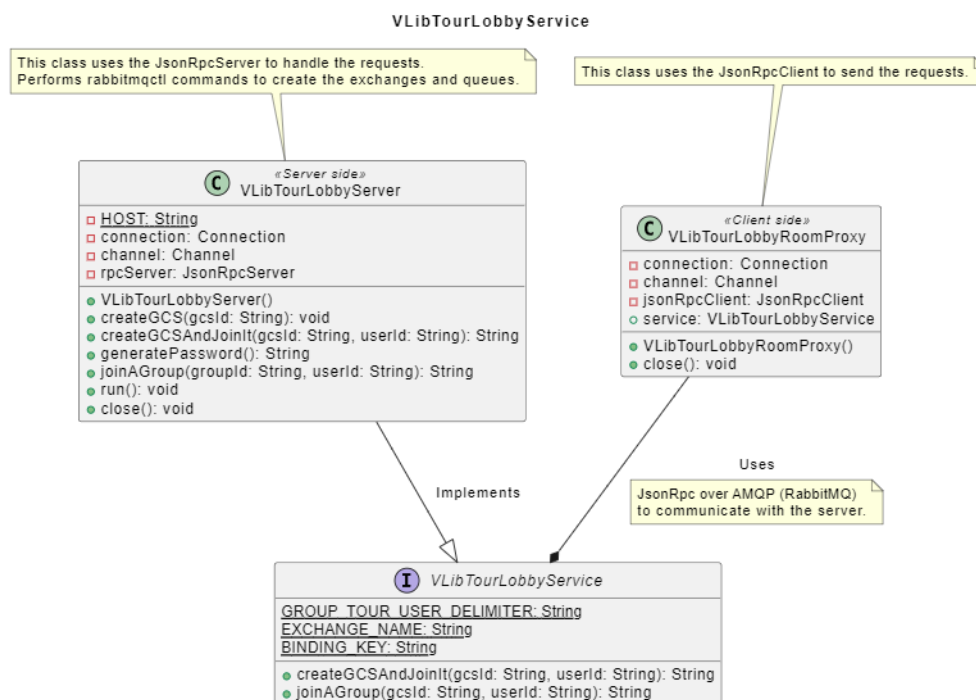 VLibTourLobbyService
This class uses the JsonRpcServer to handle the requests.
Performs rabbitmqctl commands to create the exchanges and queues.
This class uses the JsonRpcClient to send the requests.
C
«Server side»
VLibTourLobbyServer
HOST: String
connection: Connection
channel: Channel
rpcServer: JsonRpcServer
VLibTourLobbyServer()
createGCS(gcsId: String): void
createGCSAndJoinIt(gcsId: String, userId: String): String
generatePassword(): String
joinAGroup(groupId: String, userId: String): String
run(): void
close(): void
C
«Client side»
VLibTourLobbyRoomProxy
connection: Connection
channel: Channel
jsonRpcClient: JsonRpcClient
service: VLibTourLobbyService
VLibTourLobbyRoomProxy()
close(): void
Implements
Uses
JsonRpc over AMQP (RabbitMQ)
to communicate with the server.
I
VLibTourLobbyService
GROUP_TOUR_USER_DELIMITER: String
EXCHANGE_NAME: String
BINDING_KEY: String
createGCSAndJoinIt(gcsId: String, userId: String): String
joinAGroup(gcsId: String, userId: String): String